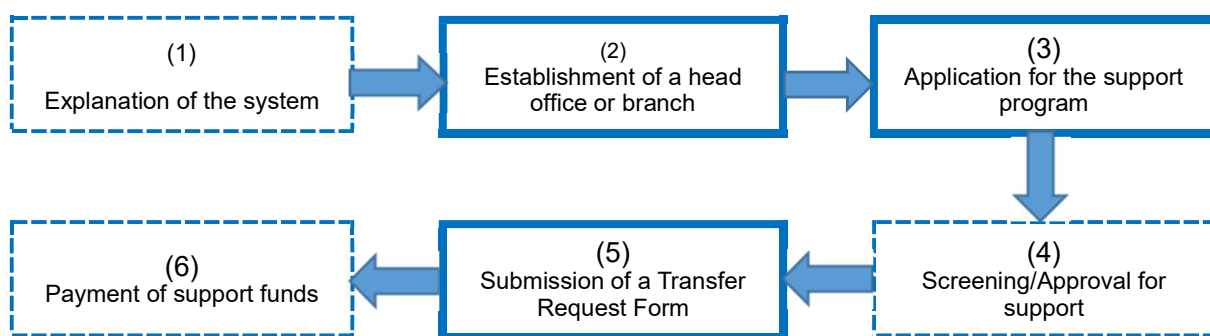 (1)
Explanation of the system
(2)
Establishment of a head
office or branch
(3)
Application for the support
program
(4)
Screening/Approval for
support
(5)
Submission of a Transfer
Request Form
(6)
Payment of support funds